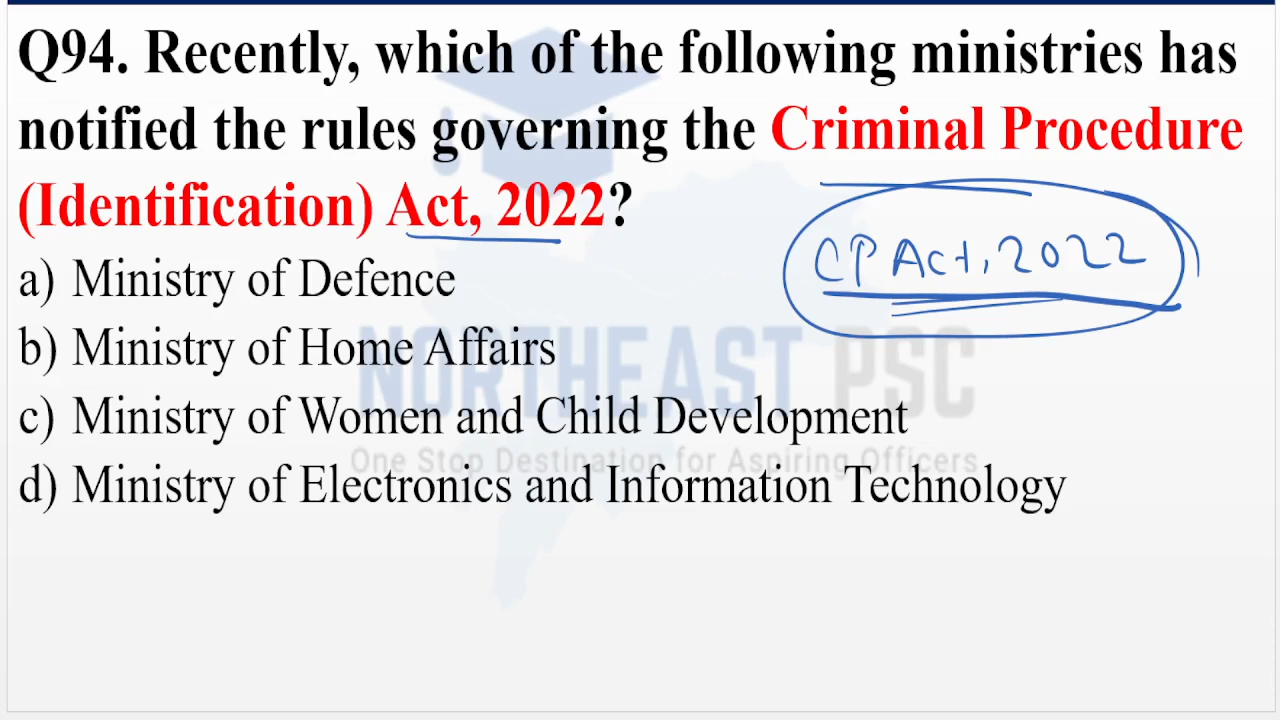 Q94. Recently, which of the following ministries has
notified the rules governing the Criminal Procedure
(Identification) Act, 2022?
CP Act, 2022
a) Ministry of Defence
b) Ministry of Home Affairs
NORTHEAST PSC
c) Ministry of Women and Child Development
One Stop Destination for Aspiring Officers
d) Ministry of Electronics and Information Technology